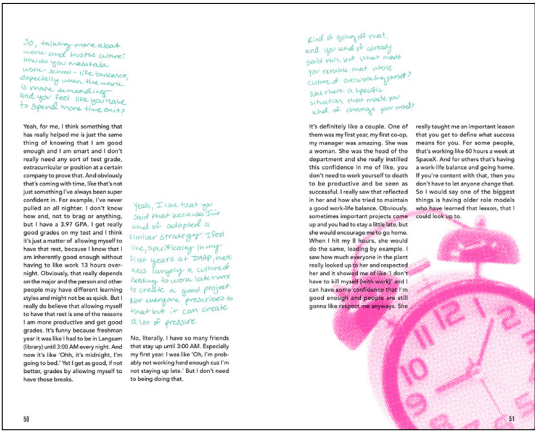 So, talking more about
work and hustle culture:
How do you maintain
work-school-life balance,
especially when the work
is more demanding
and you feel like you have
to spend more time on it?
Yeah, for me, I think something that
has really helped me is just the same
thing of knowing that I am good
enough and I am smart and I don't
really need any sort of test grade,
extracurricular or position at a certain
company to prove that. And obviously
that's coming with time, like that's not
just something I've always been super
confident in. For example, I've never
pulled an all nighter. I don't know
how and, not to brag or anything,
but I have a 3.97 GPA. I get really
good grades on my test and I think
it's just a matter of allowing myself to
have that rest, because I know that I
am inherently good enough without
having to like work 13 hours over-
night. Obviously, that really depends
on the major and the person and other
people may have different learning
styles and might not be as quick. But I
really do believe that allowing myself
to have that rest is one of the reasons
I am more productive and get good
grades. It's funny because freshman
year it was like I had to be in Langsam
[library] until 3:00 AM every night. And
now it's like 'Ohh, it's midnight, I'm
going to bed.' Yet I get as good, if not
better, grades by allowing myself to
have those breaks.
Yeah, I like that you
said that because I've
kind of adopted a
similar strategy. I feel
like, specifically in my
first years at DAAP, there
was largely a culture of
needing to work late hours
to create a good project.
Not everyone prescribes to
that but it can create
a lot of pressure.
No, literally. I have so many friends
that stay up until 3:00 AM. Especially
my first year. I was like 'Oh, I'm prob-
ably not working hard enough cuz I'm
not staying up late.' But I don't need
to being doing that.
50
Kind of going off that,
and you kind of already
said this, but what made
you realize that whole
culture of overworking yourself?
Was there a specific
situation that made you
kind of change your mind?
It's definitely like a couple. One of
them was my first year, my first co-op,
my manager was amazing. She was
a woman. She was the head of the
department and she really instilled
this confidence in me of like, you
don't need to work yourself to death
to be productive and be seen as
successful. I really saw that reflected
in her and how she tried to maintain
a good work-life balance. Obviously,
sometimes important projects come
up and you had to stay a little late, but
she would encourage me to go home.
When I hit my 8 hours, she would
do the same, leading by example. I
saw how much everyone in the plant
really looked up to her and respected
her and it showed me of like 'I don't
have to kill myself [with work]' and I
can have some confidence that I'm
good enough and people are still
gonna like respect me anyways. She
really taught me an important lesson
that you get to define what success
means for you. For some people,
that's working like 60 hours a week at
SpaceX. And for others that's having
a work-life balance and going home.
If you're content with that, then you
don't have to let anyone change that.
So I would say one of the biggest
things is having older role models
who have learned that lesson, that I
could look up to.
51